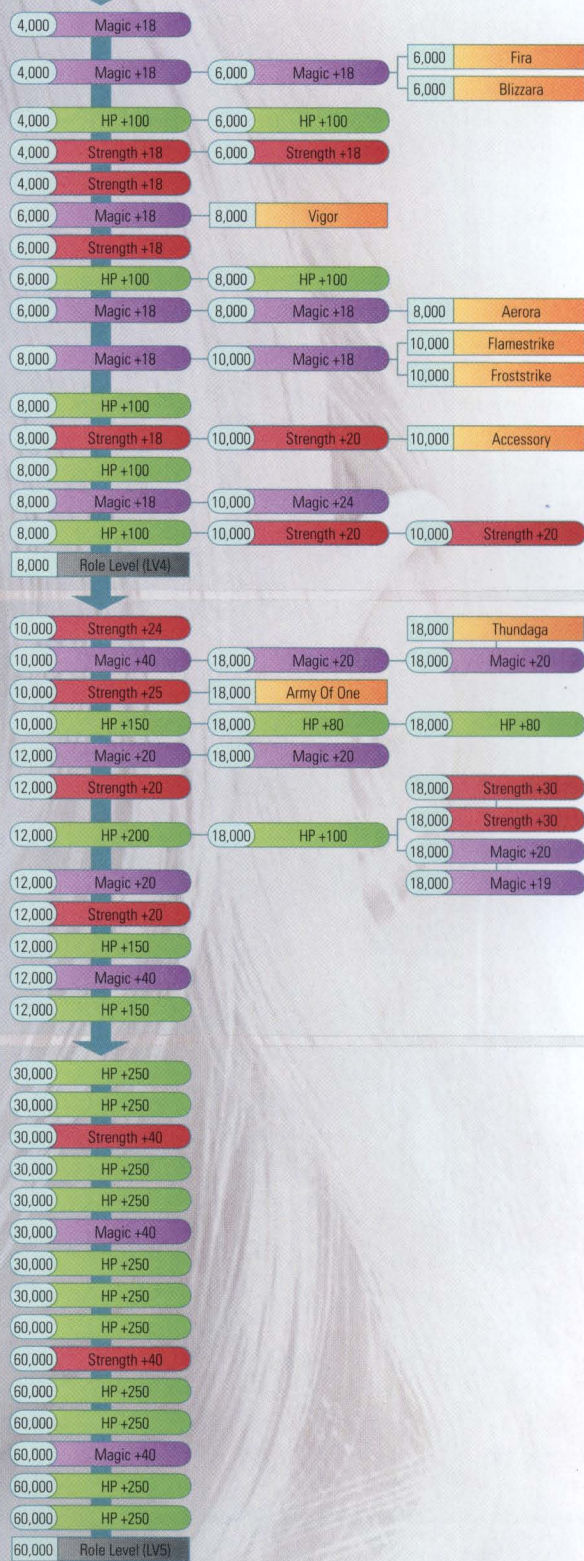 4,000 Magic +18
6,000 Fira
4,000 Magic +18 6,000 Magic +18
6,000 Blizzara
4,000 HP +100 6,000 HP +100
4,000 Strength +18 6,000 Strength +18
4,000 Strength +18
6,000 Magic +18 8,000 Vigor
6,000 Strength +18
6,000 HP +100 8,000 HP +100
6,000 Magic +18 8,000 Magic +18 8,000 Aerora
10,000 Flamestrike
8,000 Magic +18 10,000 Magic +18
10,000 Froststrike
8,000 HP +100
8,000 Strength +18 10,000 Strength +20 10,000 Accessory
8,000 HP +100
8,000 Magic +18 10,000 Magic +24
8,000 HP +100 10,000 Strength +20 10,000 Strength +20
8,000 Role Level (LV4)
10,000 Strength +24 18,000 Thundaga
10,000 Magic +40 18,000 Magic +20 18,000 Magic +20
10,000 Strength +25 18,000 Army Of One
10,000 HP +150 18,000 HP +80 18,000 HP +80
12,000 Magic +20 18,000 Magic +20
12,000 Strength +20 18,000 Strength +30
18,000 Strength +30
12,000 HP +200 18,000 HP +100
18,000 Magic +20
12,000 Magic +20 18,000 Magic +19
12,000 Strength +20
12,000 HP +150
12,000 Magic +40
12,000 HP +150
30,000 HP +250
30,000 HP +250
30,000 Strength +40
30,000 HP +250
30,000 HP +250
30,000 Magic +40
30,000 HP +250
30,000 HP +250
60,000 HP +250
60,000 Strength +40
60,000 HP +250
60,000 HP +250
60,000 Magic +40
60,000 HP +250
60,000 HP +250
60,000 Role Level (LV5)